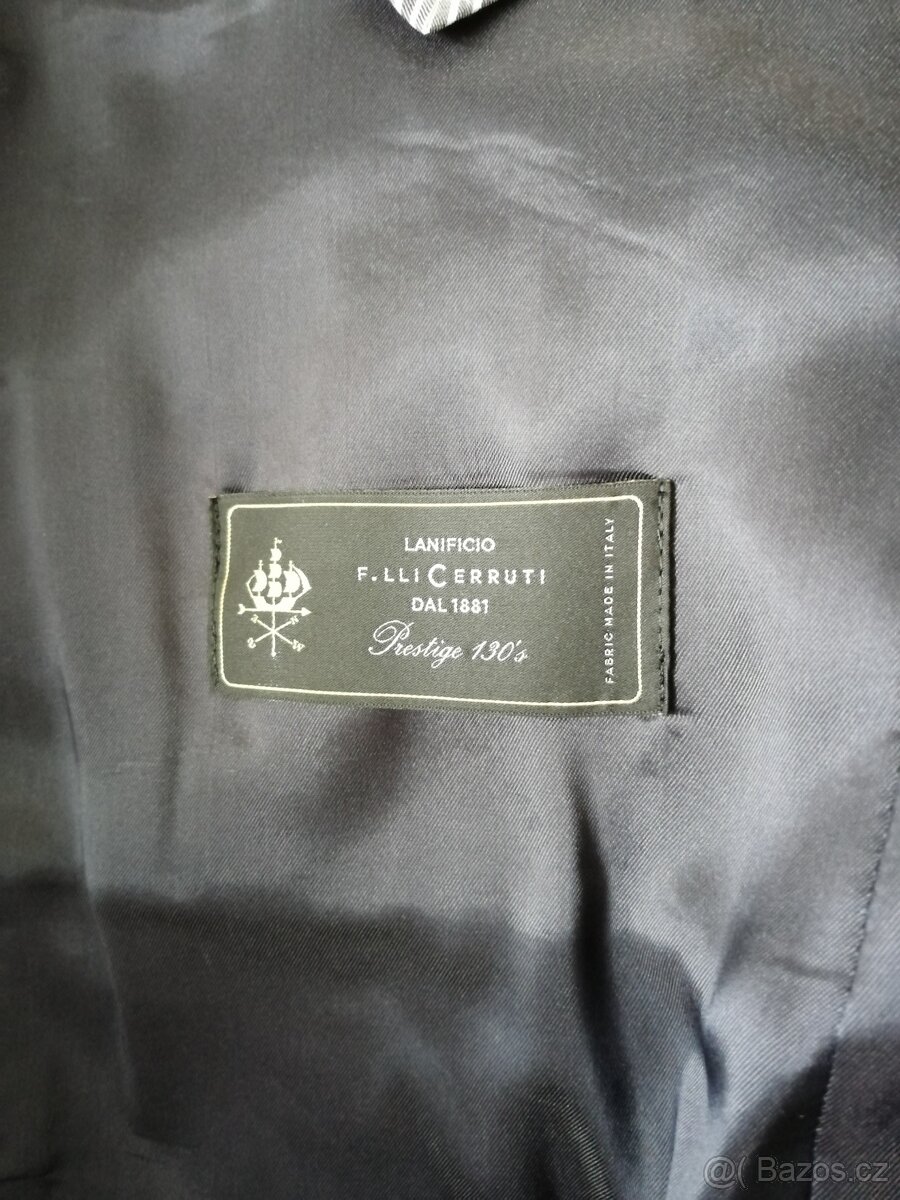 LANIFICIO
F.LLI CERRUTI
DAL 1881
Prestige 130's
FABRIC MADE IN ITALY
@( Bazos.cz